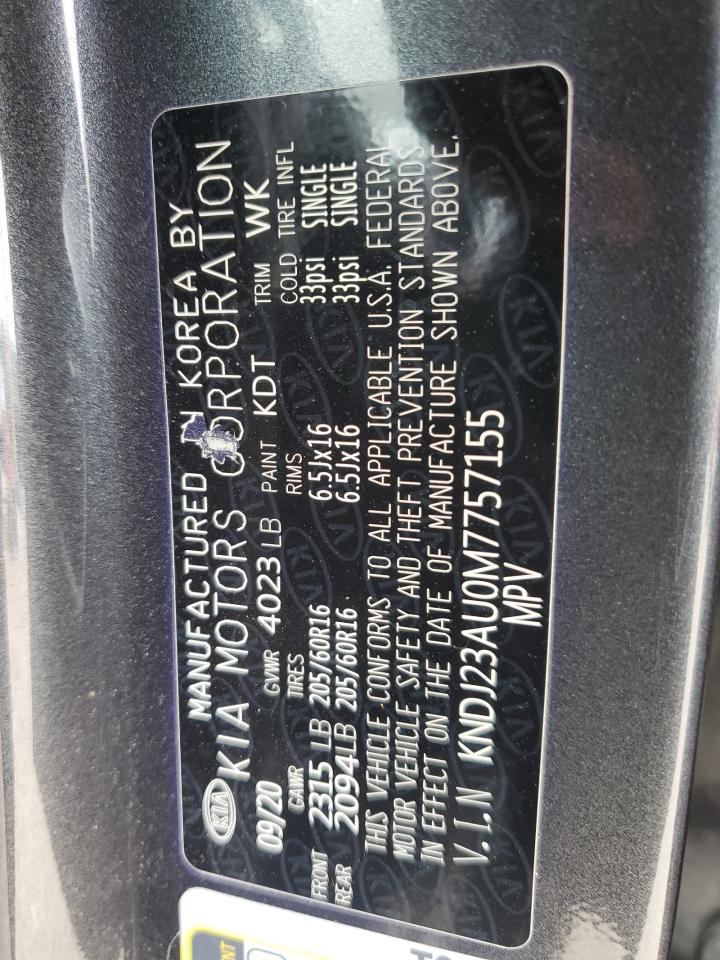 KIA MANUFACTURED IN KOREA BY
KIA MOTORS CORPORATION
09/20 GVWR 4023 LB PAINT KDT TRIM WK
GAWR TIRES RIMS COLD TIRE INFL
FRONT 2315 LB 205/60R16 6.5Jx16 33psi SINGLE
REAR 2094LB 205/60R16 6.5Jx16 33psi SINGLE
THIS VEHICLE CONFORMS TO ALL APPLICABLE U.S.A. FEDERAL
MOTOR VEHICLE SAFETY AND THEFT PREVENTION STANDARDS
IN EFFECT ON THE DATE OF MANUFACTURE SHOWN ABOVE.
V.I.N KNDJ23AU0M7757155
MPV